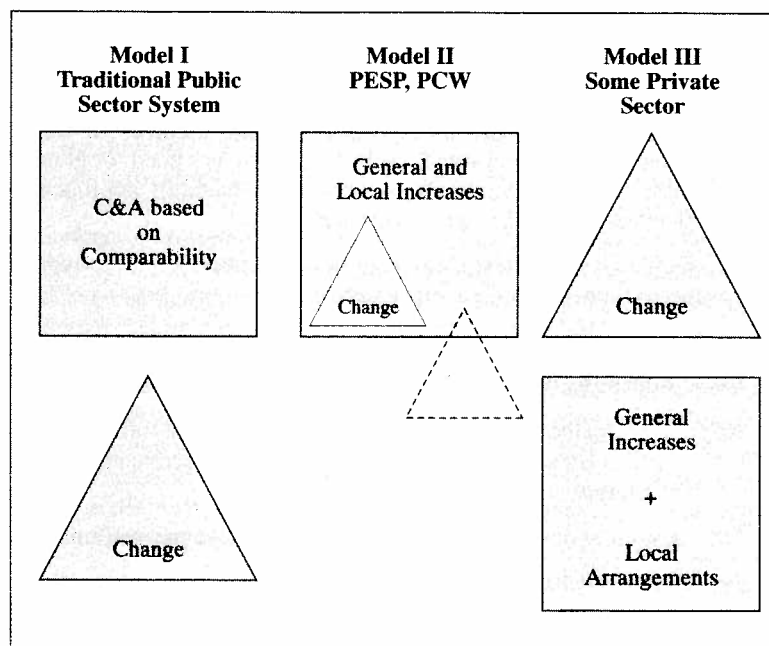 Model I
Traditional Public
Sector System
C&A based
on
Comparability
Change
Model II
PESP, PCW
General and
Local Increases
Change
Model III
Some Private
Sector
Change
General
Increases
+
Local
Arrangements